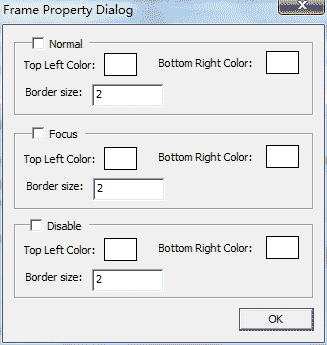 Frame Property Dialog
Normal
Top Left Color: Bottom Right Color:
Border size: 2
Focus
Top Left Color: Bottom Right Color:
Border size: 2
Disable
Top Left Color: Bottom Right Color:
Border size: 2
OK